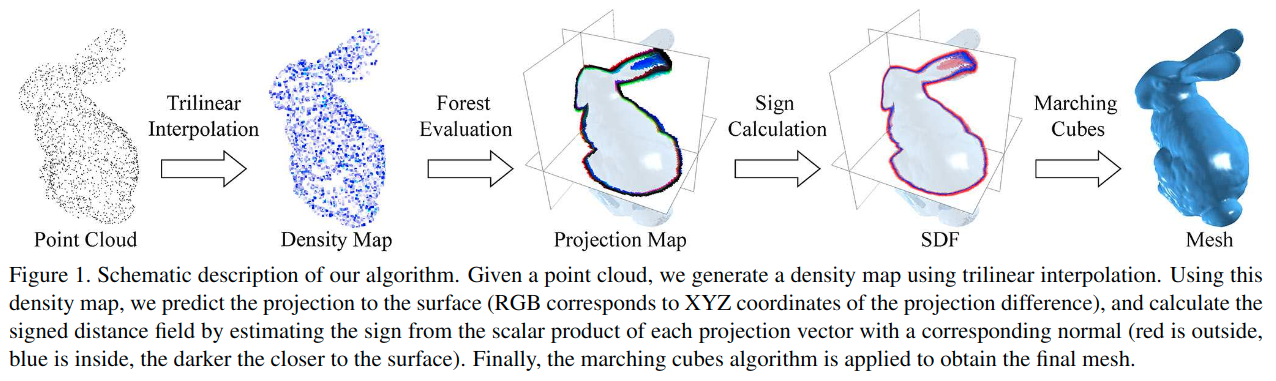 Trilinear
Interpolation
Forest
Evaluation
Sign
Calculation
Marching
Cubes
Point Cloud
Density Map
Projection Map
SDF
Mesh
Figure 1. Schematic description of our algorithm. Given a point cloud, we generate a density map using trilinear interpolation. Using this
density map, we predict the projection to the surface (RGB corresponds to XYZ coordinates of the projection difference), and calculate the
signed distance field by estimating the sign from the scalar product of each projection vector with a corresponding normal (red is outside,
blue is inside, the darker the closer to the surface). Finally, the marching cubes algorithm is applied to obtain the final mesh.